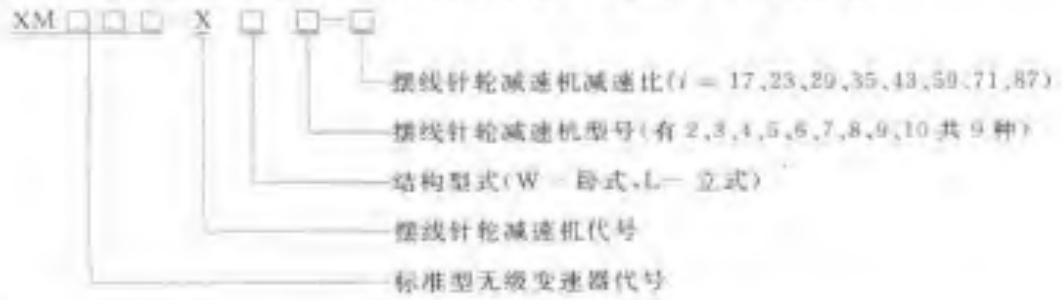 XM□□□-X□□-□
摆线针轮减速机减速比(i = 17,23,29,35,43,59,71,87)
摆线针轮减速机型号(有 2,3,4,5,6,7,8,9,10 共 9 种)
结构型式(W—卧式、L—立式)
摆线针轮减速机代号
标准型无级变速器代号